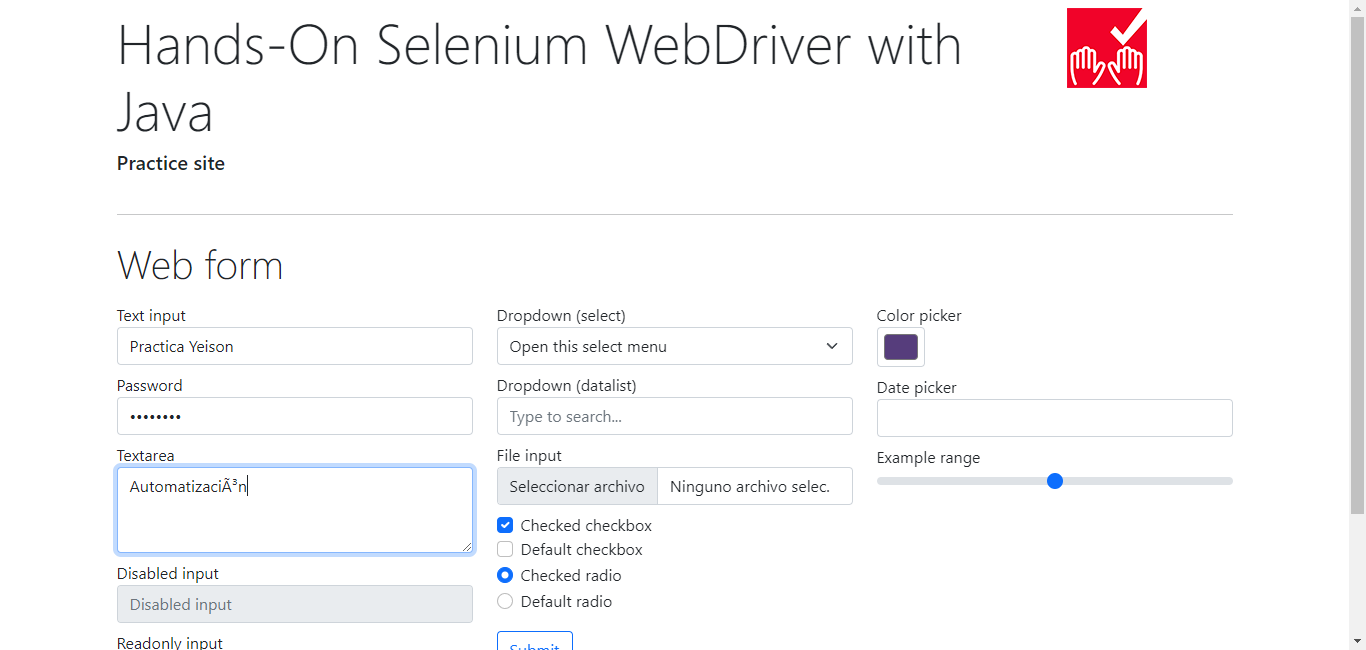 Hands-On Selenium WebDriver with
Java
Practice site
Web form
Text input
Practica Yeison
Password
••••••••
Textarea
AutomatizaciÃ³n
Disabled input
Disabled input
Readonly input
Dropdown (select)
Open this select menu
Dropdown (datalist)
Type to search...
File input
Seleccionar archivo Ninguno archivo selec.
Checked checkbox
Default checkbox
Checked radio
Default radio
Submit
Color picker
Date picker
Example range